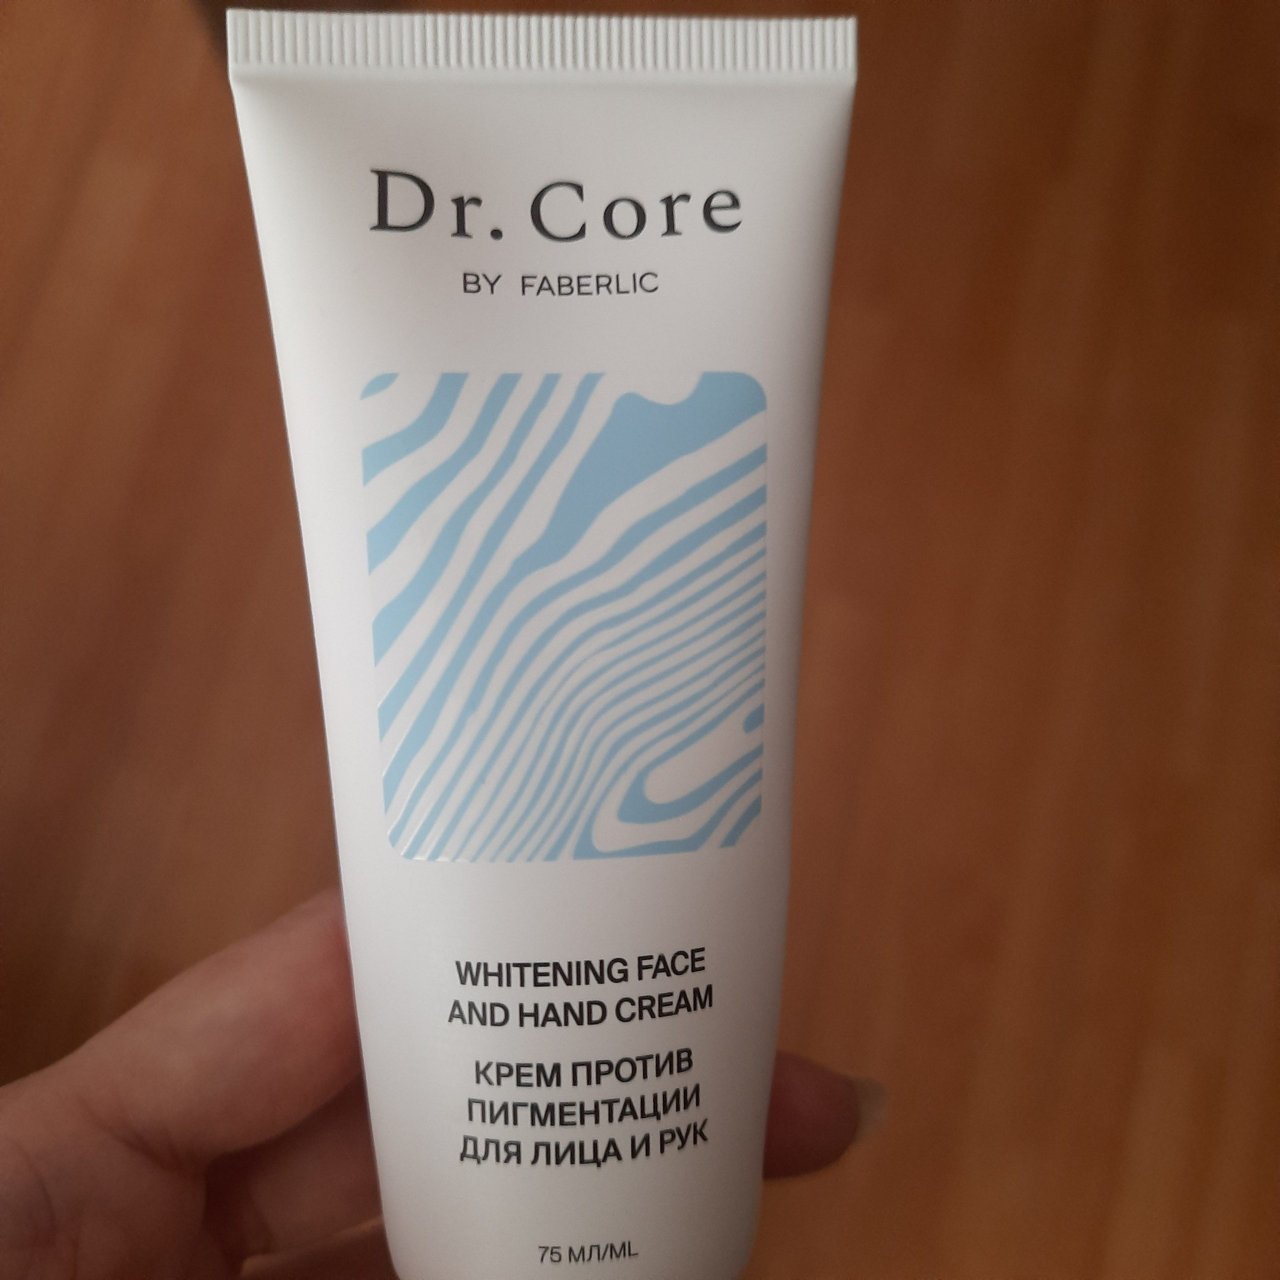 Dr. Core
BY FABERLIC
WHITENING FACE
AND HAND CREAM
КРЕМ ПРОТИВ
ПИГМЕНТАЦИИ
ДЛЯ ЛИЦА И РУК
75 МЛ/ML